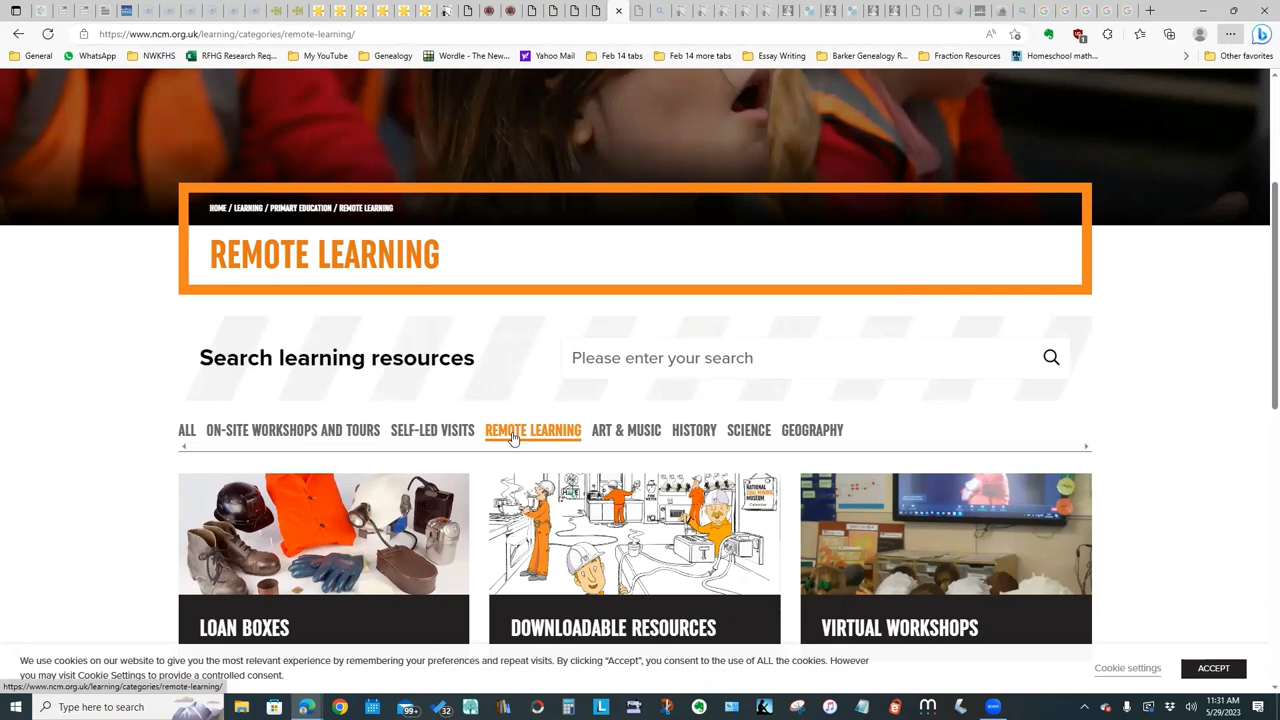 https://www.ncm.org.uk/learning/categories/remote-learning/
General WhatsApp NWKFHS RFHG Research Req... My YouTube Genealogy Wordle - The New... Yahoo Mail Feb 14 tabs Feb 14 more tabs Essay Writing Barker Genealogy R... Fraction Resources Homeschool math... Other favorites
HOME / LEARNING / PRIMARY EDUCATION / REMOTE LEARNING
REMOTE LEARNING
Search learning resources Please enter your search
ALL ON-SITE WORKSHOPS AND TOURS SELF-LED VISITS REMOTE LEARNING ART & MUSIC HISTORY SCIENCE GEOGRAPHY
NATIONAL
COAL MINING
MUSEUM
Calendar
LOAN BOXES DOWNLOADABLE RESOURCES VIRTUAL WORKSHOPS
We use cookies on our website to give you the most relevant experience by remembering your preferences and repeat visits. By clicking "Accept", you consent to the use of ALL the cookies. However
you may visit Cookie Settings to provide a controlled consent.
Cookie settings ACCEPT
https://www.ncm.org.uk/learning/categories/remote-learning/
Type here to search 99+ 32 11:31 AM
5/29/2023